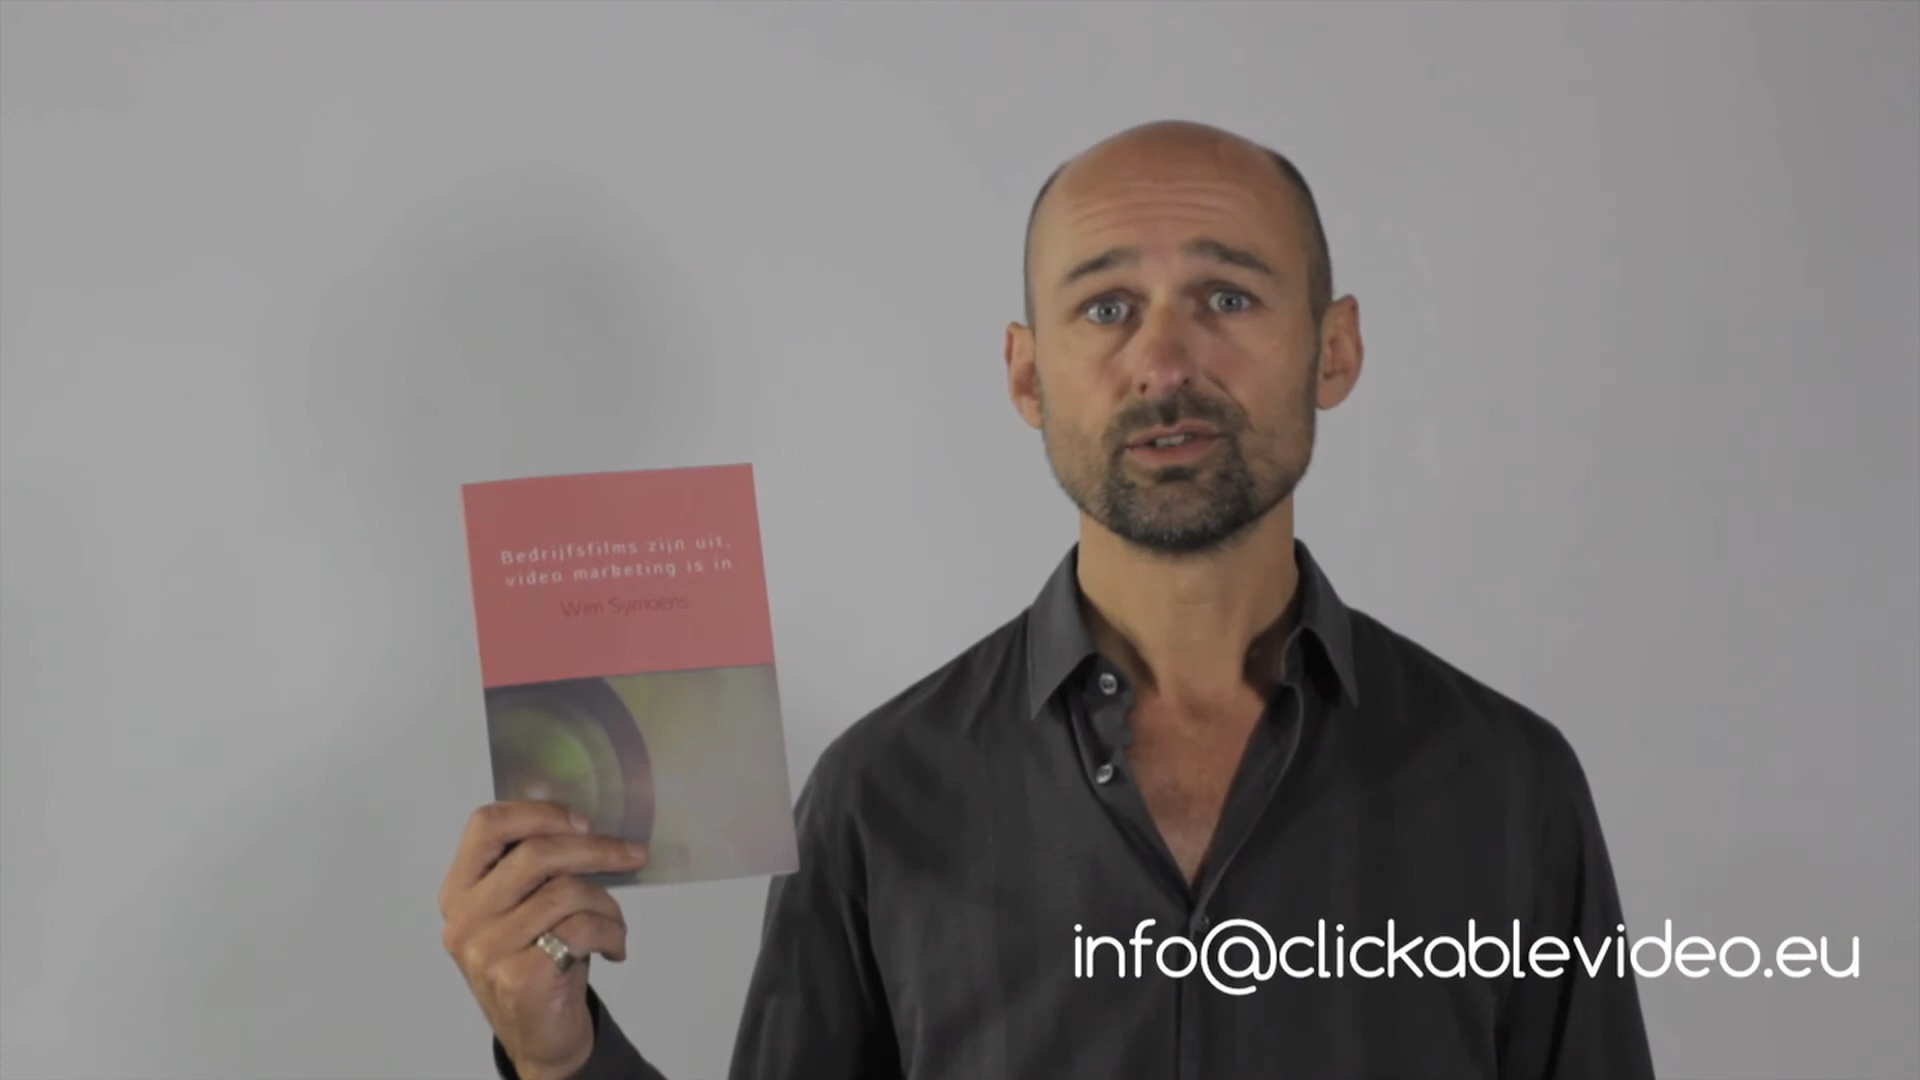 Bedrijfsfilms zijn uit,
video marketing is in
Wim Symoens
info@clickablevideo.eu